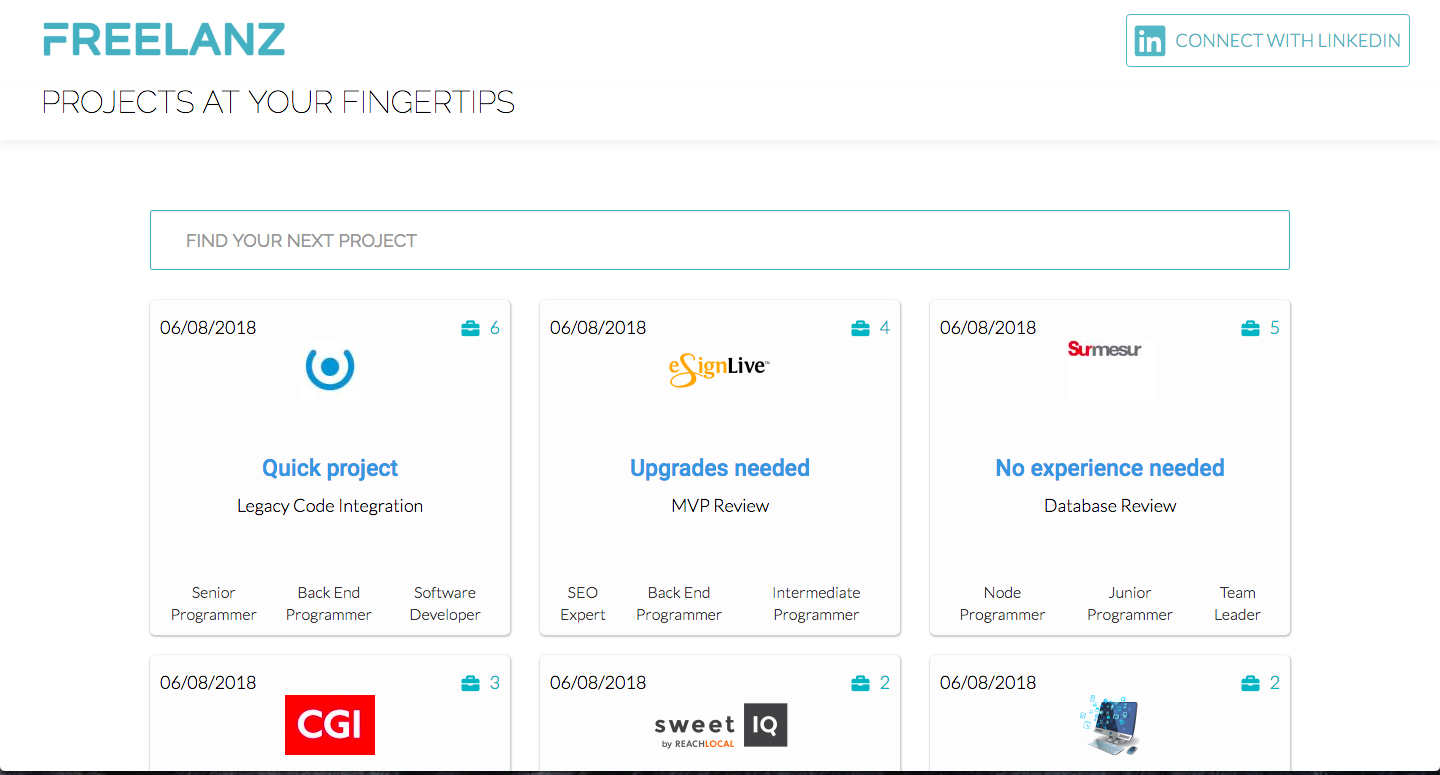 FREELANZ
CONNECT WITH LINKEDIN
PROJECTS AT YOUR FINGERTIPS
FIND YOUR NEXT PROJECT
06/08/2018 6
Quick project
Legacy Code Integration
Senior Programmer
Back End Programmer
Software Developer
06/08/2018 4
eSignLive™
Upgrades needed
MVP Review
SEO Expert
Back End Programmer
Intermediate Programmer
06/08/2018 5
Surmesur
No experience needed
Database Review
Node Programmer
Junior Programmer
Team Leader
06/08/2018 3
CGI
06/08/2018 2
sweet IQ
by REACHLOCAL
06/08/2018 2